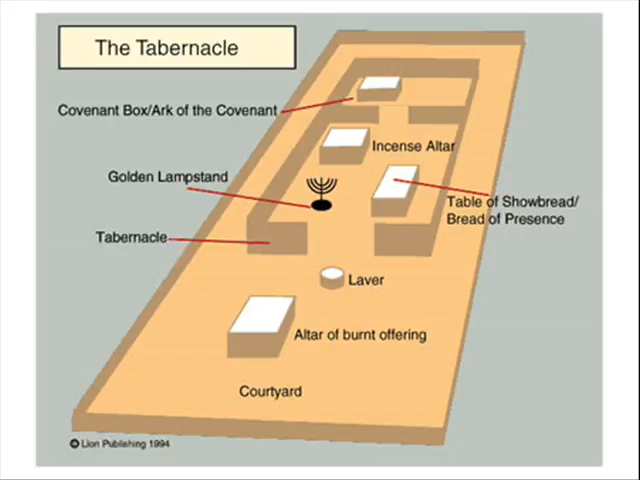 The Tabernacle
Covenant Box/Ark of the Covenant
Incense Altar
Golden Lampstand
Table of Showbread/
Bread of Presence
Tabernacle
Laver
Altar of burnt offering
Courtyard
© Lion Publishing 1994